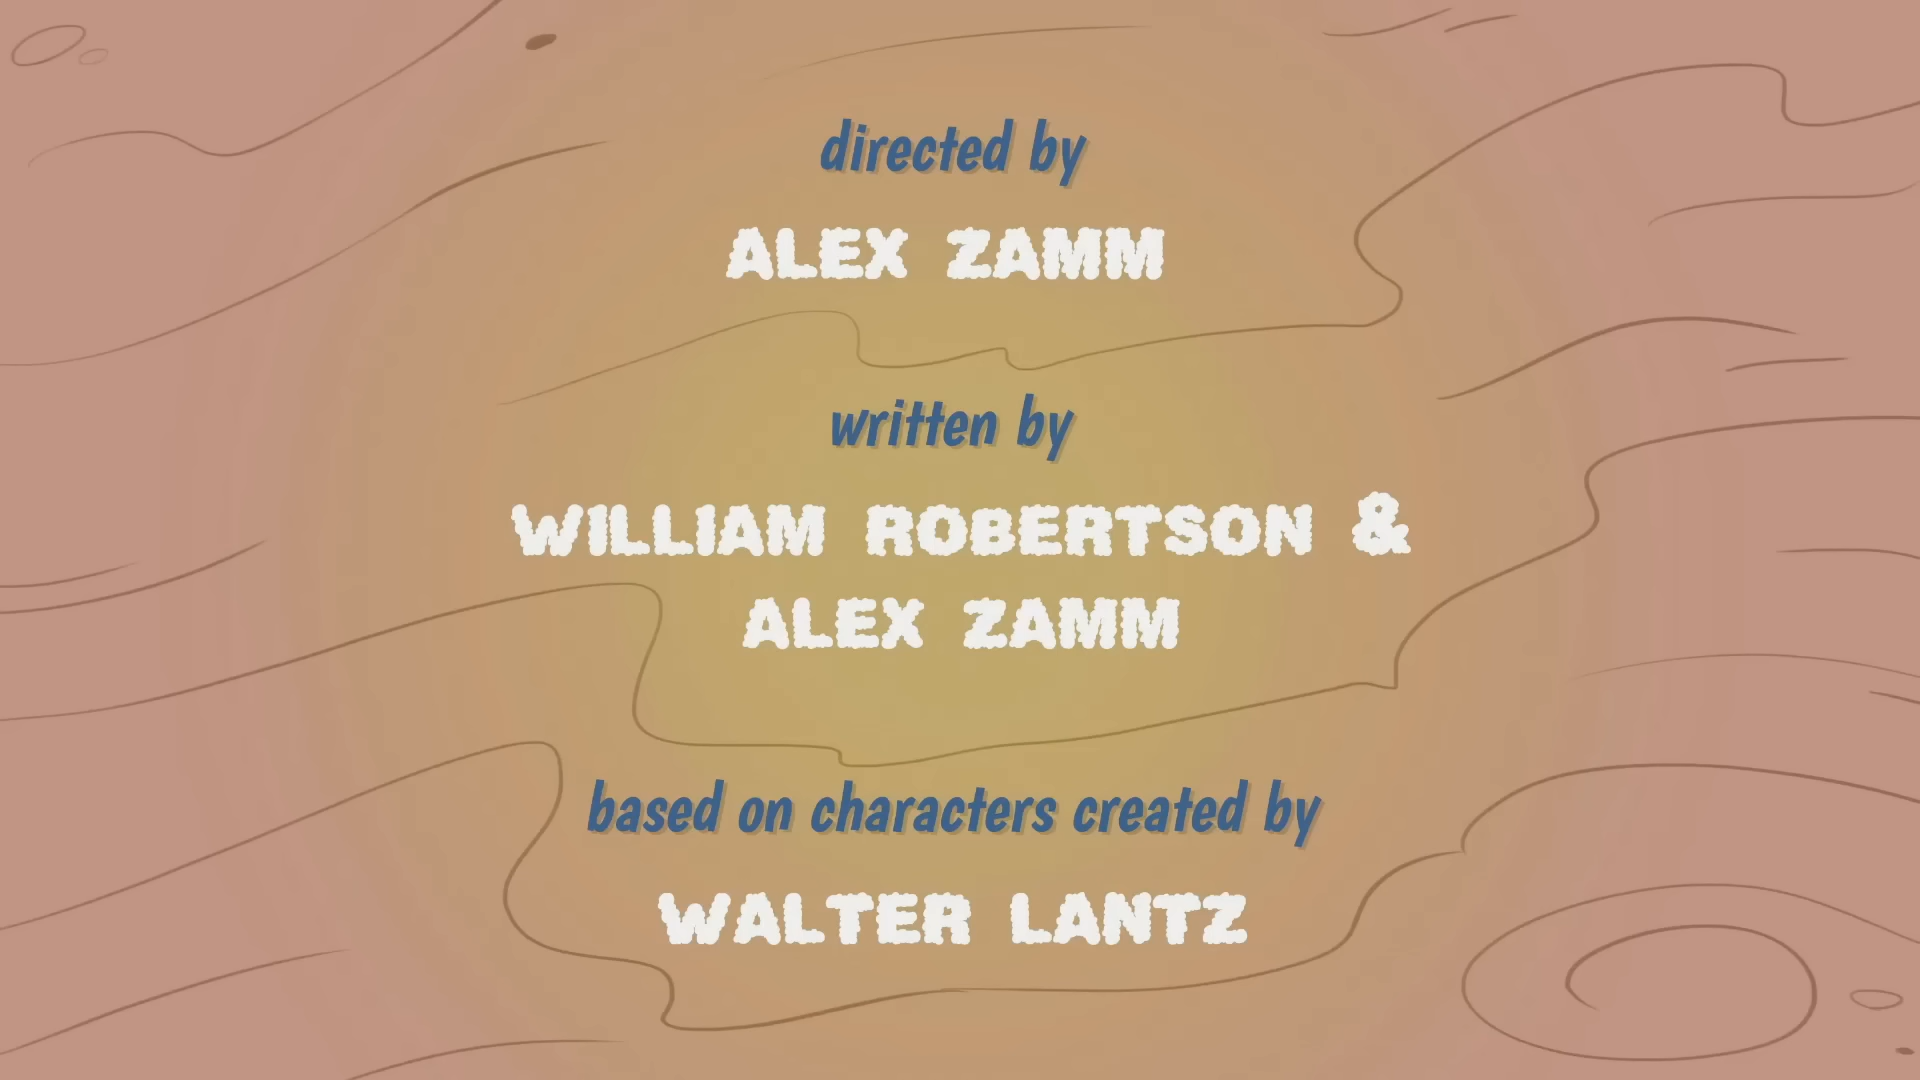 directed by
ALEX ZAMM
written by
WILLIAM ROBERTSON &
ALEX ZAMM
based on characters created by
WALTER LANTZ